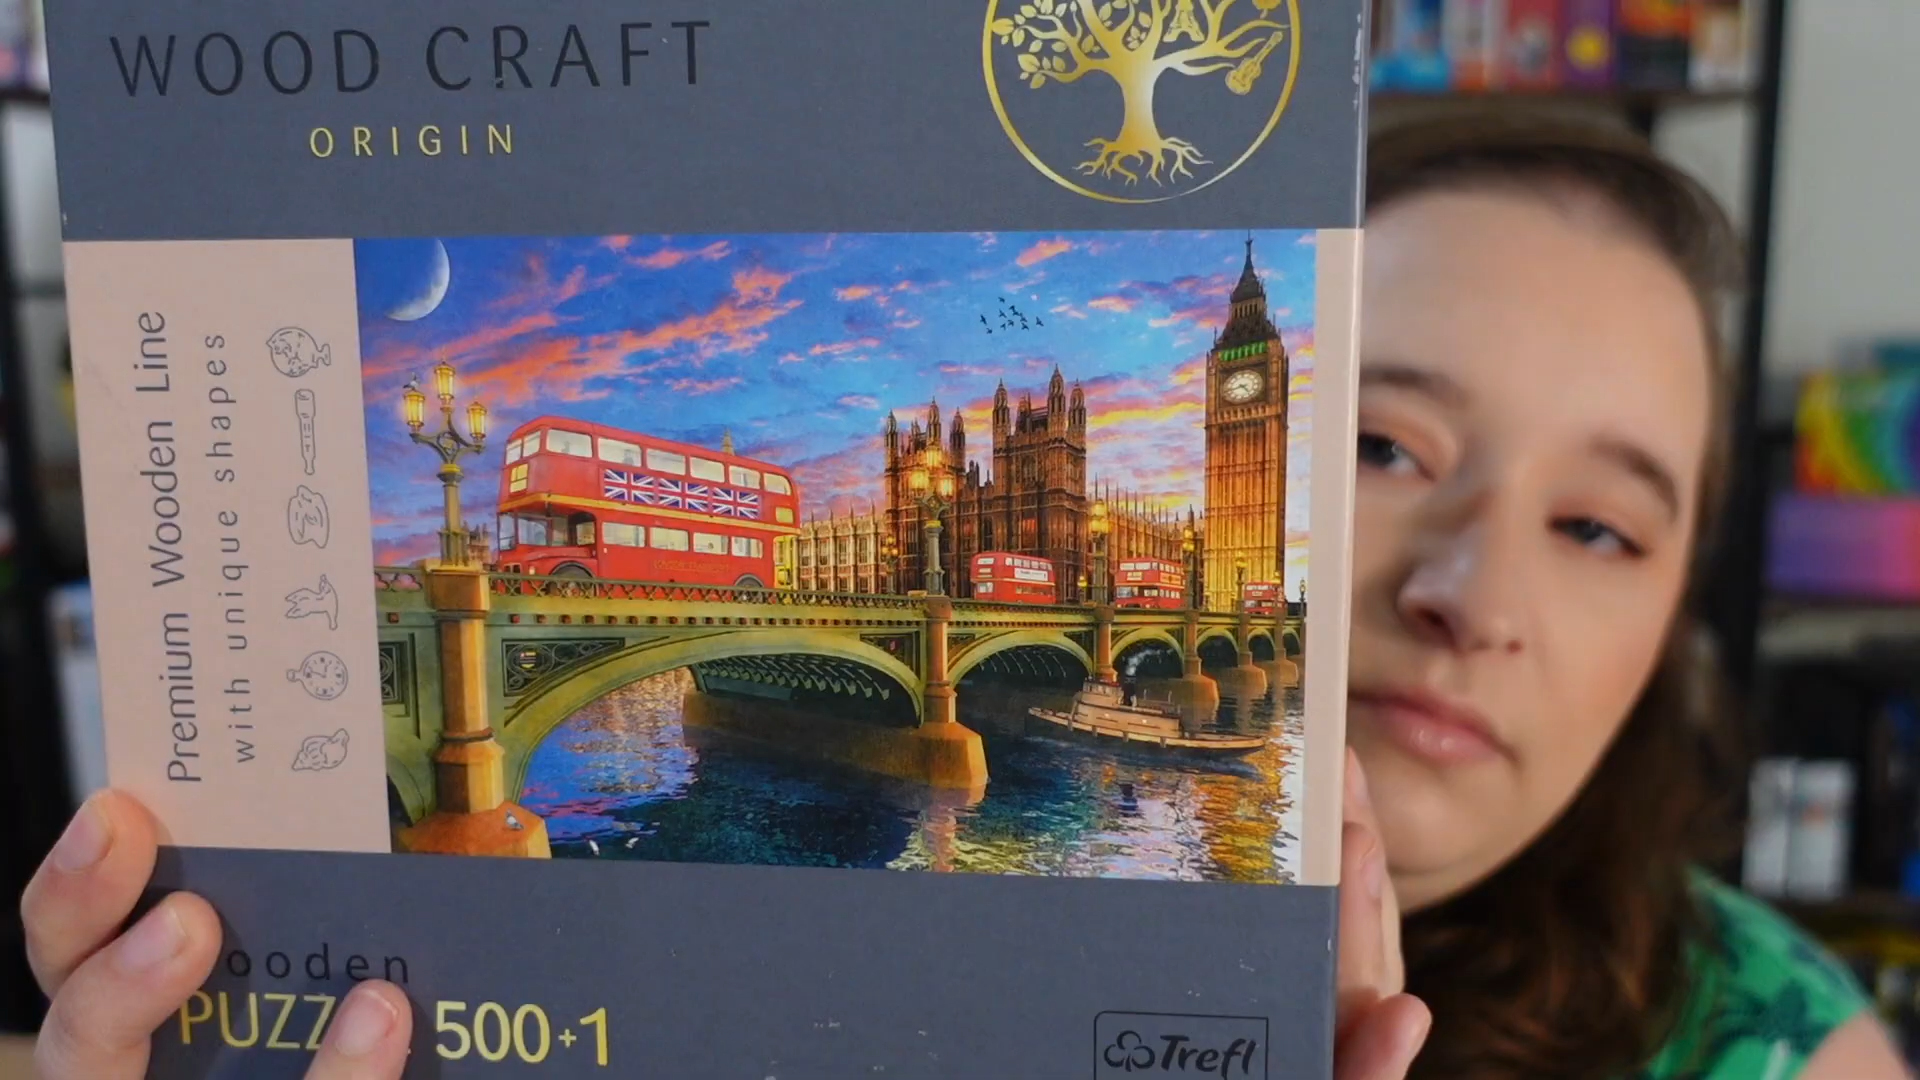 WOOD CRAFT
ORIGIN
Premium Wooden Line
with unique shapes
ooden
PUZZ
500+1
Trefl